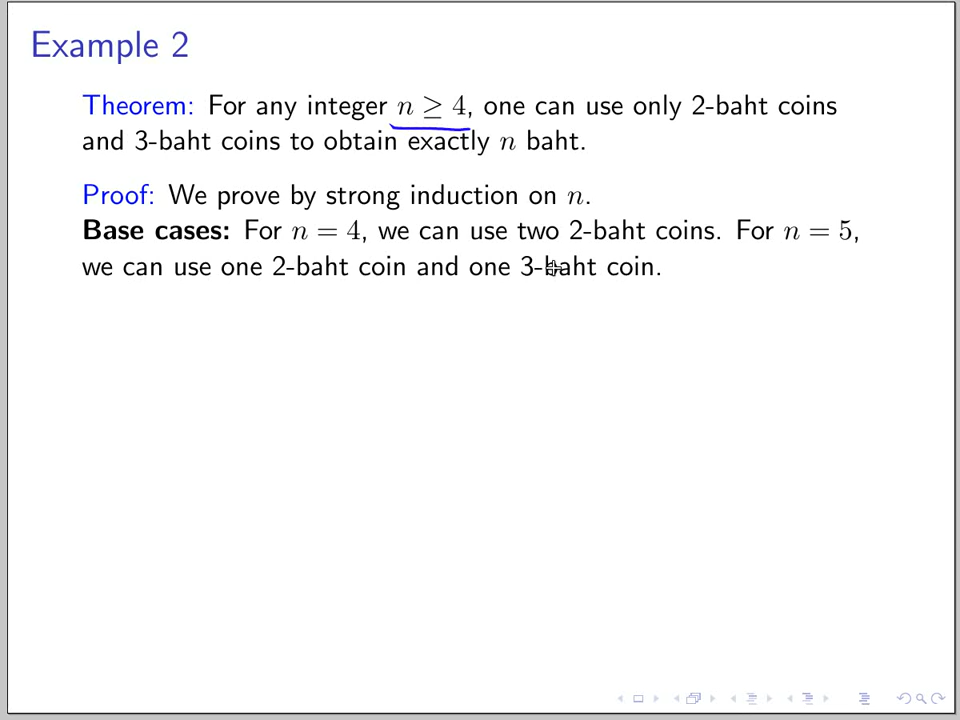 Example 2
Theorem: For any integer n ≥ 4, one can use only 2-baht coins
and 3-baht coins to obtain exactly n baht.
Proof: We prove by strong induction on n.
Base cases: For n = 4, we can use two 2-baht coins. For n = 5,
we can use one 2-baht coin and one 3-baht coin.